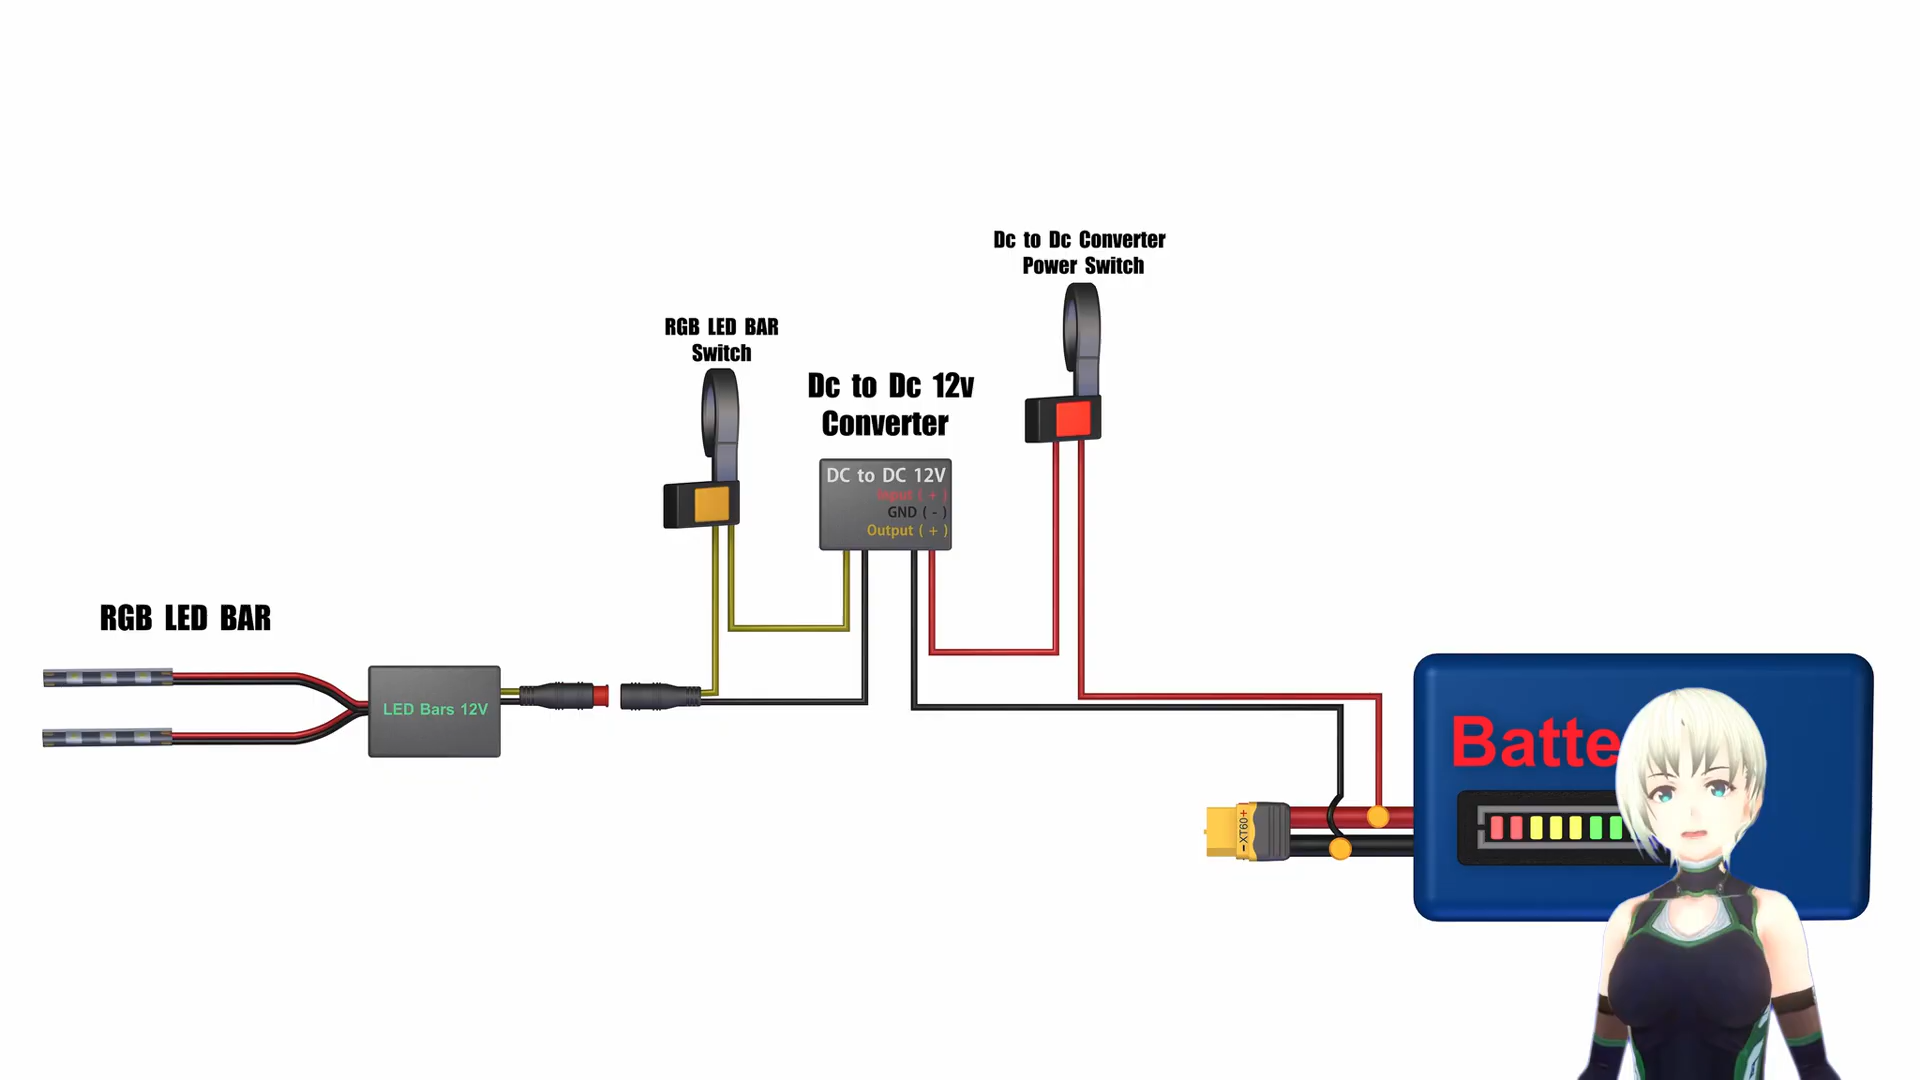 Dc to Dc Converter
Power Switch
RGB LED BAR
Switch
Dc to Dc 12v
Converter
DC to DC 12V
Input ( + )
GND ( - )
Output ( + )
RGB LED BAR
LED Bars 12V
Batte
-XT60+